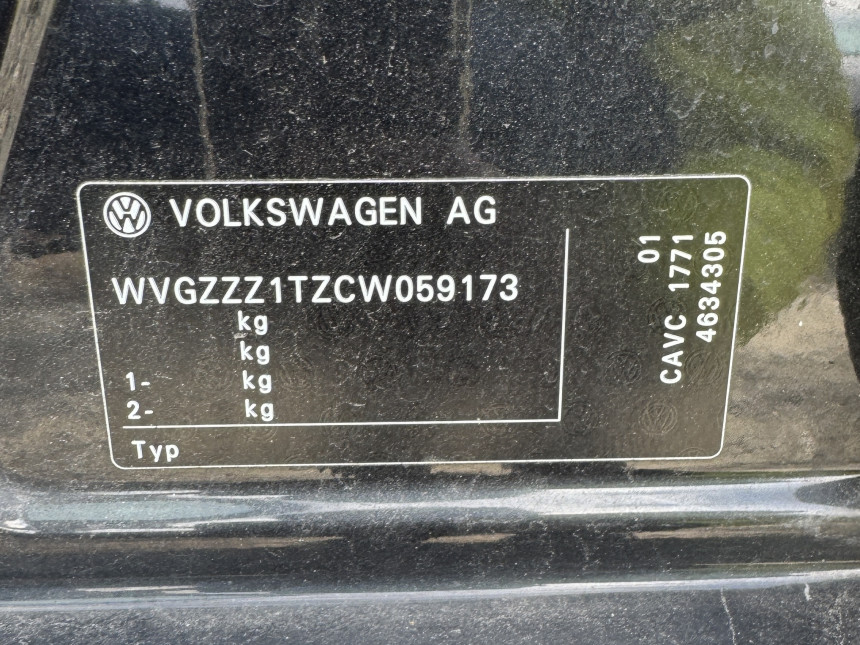 VOLKSWAGEN AG
WVGZZZ1TZCW059173
kg
kg
1- kg
2- kg
Typ
01
CAVC 1771
4634305